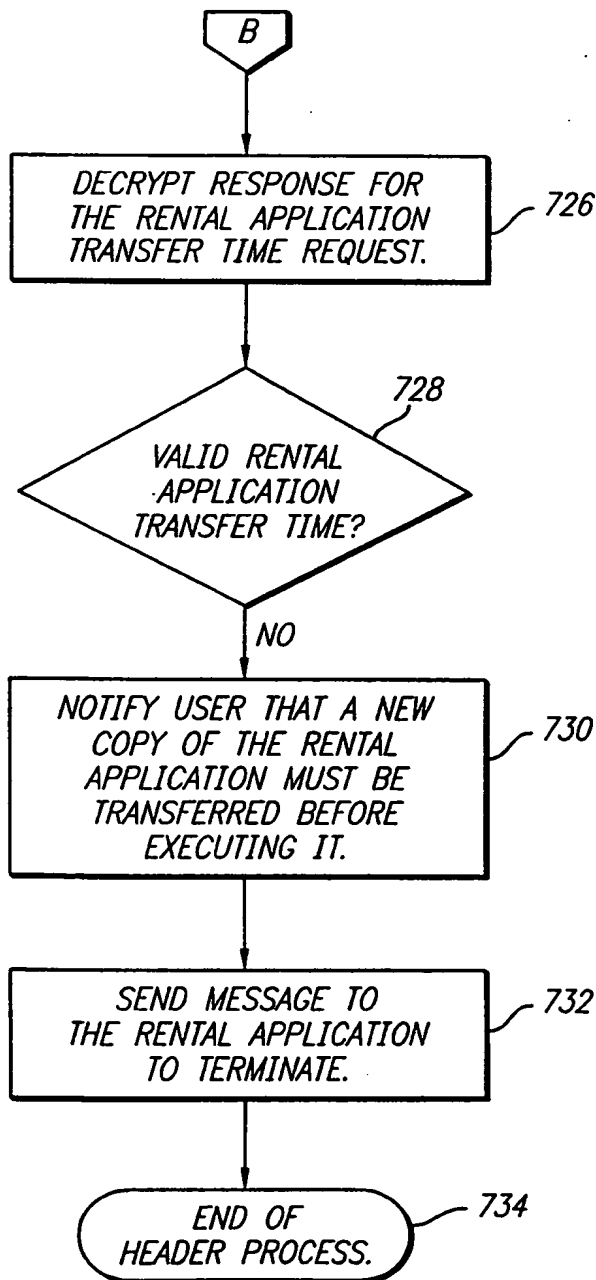 B
DECRYPT RESPONSE FOR
THE RENTAL APPLICATION
TRANSFER TIME REQUEST.
726
728
VALID RENTAL
APPLICATION
TRANSFER TIME?
NO
NOTIFY USER THAT A NEW
COPY OF THE RENTAL
APPLICATION MUST BE
TRANSFERRED BEFORE
EXECUTING IT.
730
SEND MESSAGE TO
THE RENTAL APPLICATION
TO TERMINATE.
732
END OF
HEADER PROCESS.
734